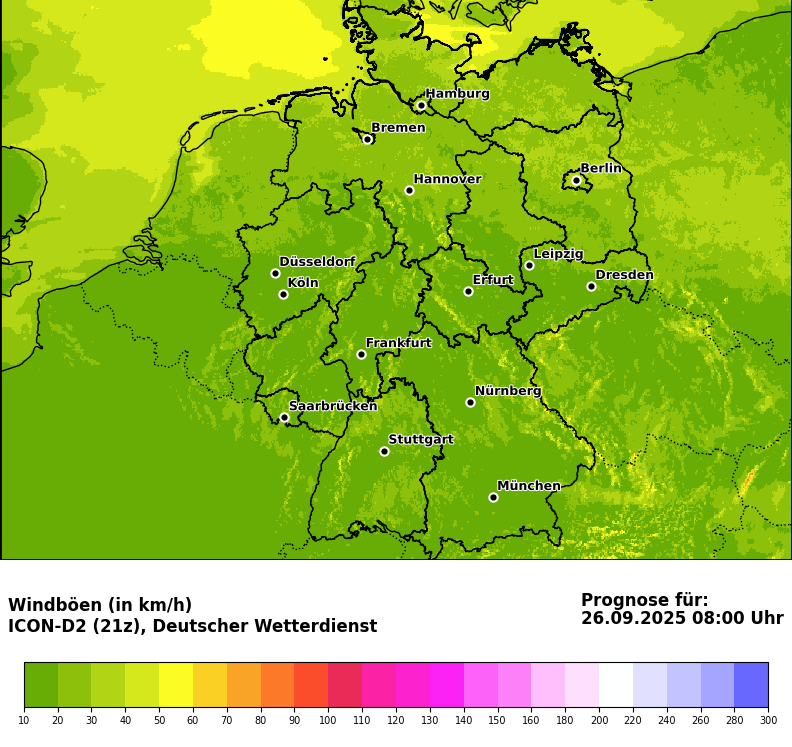 Hamburg
Bremen
Berlin
Hannover
Leipzig
Düsseldorf
Dresden
Erfurt
Köln
Frankfurt
Nürnberg
Saarbrücken
Stuttgart
München
Windböen (in km/h)
ICON-D2 (21z), Deutscher Wetterdienst
Prognose für:
26.09.2025 08:00 Uhr
10 20 30 40 50 60 70 80 90 100 110 120 130 140 150 160 180 200 220 240 260 280 300